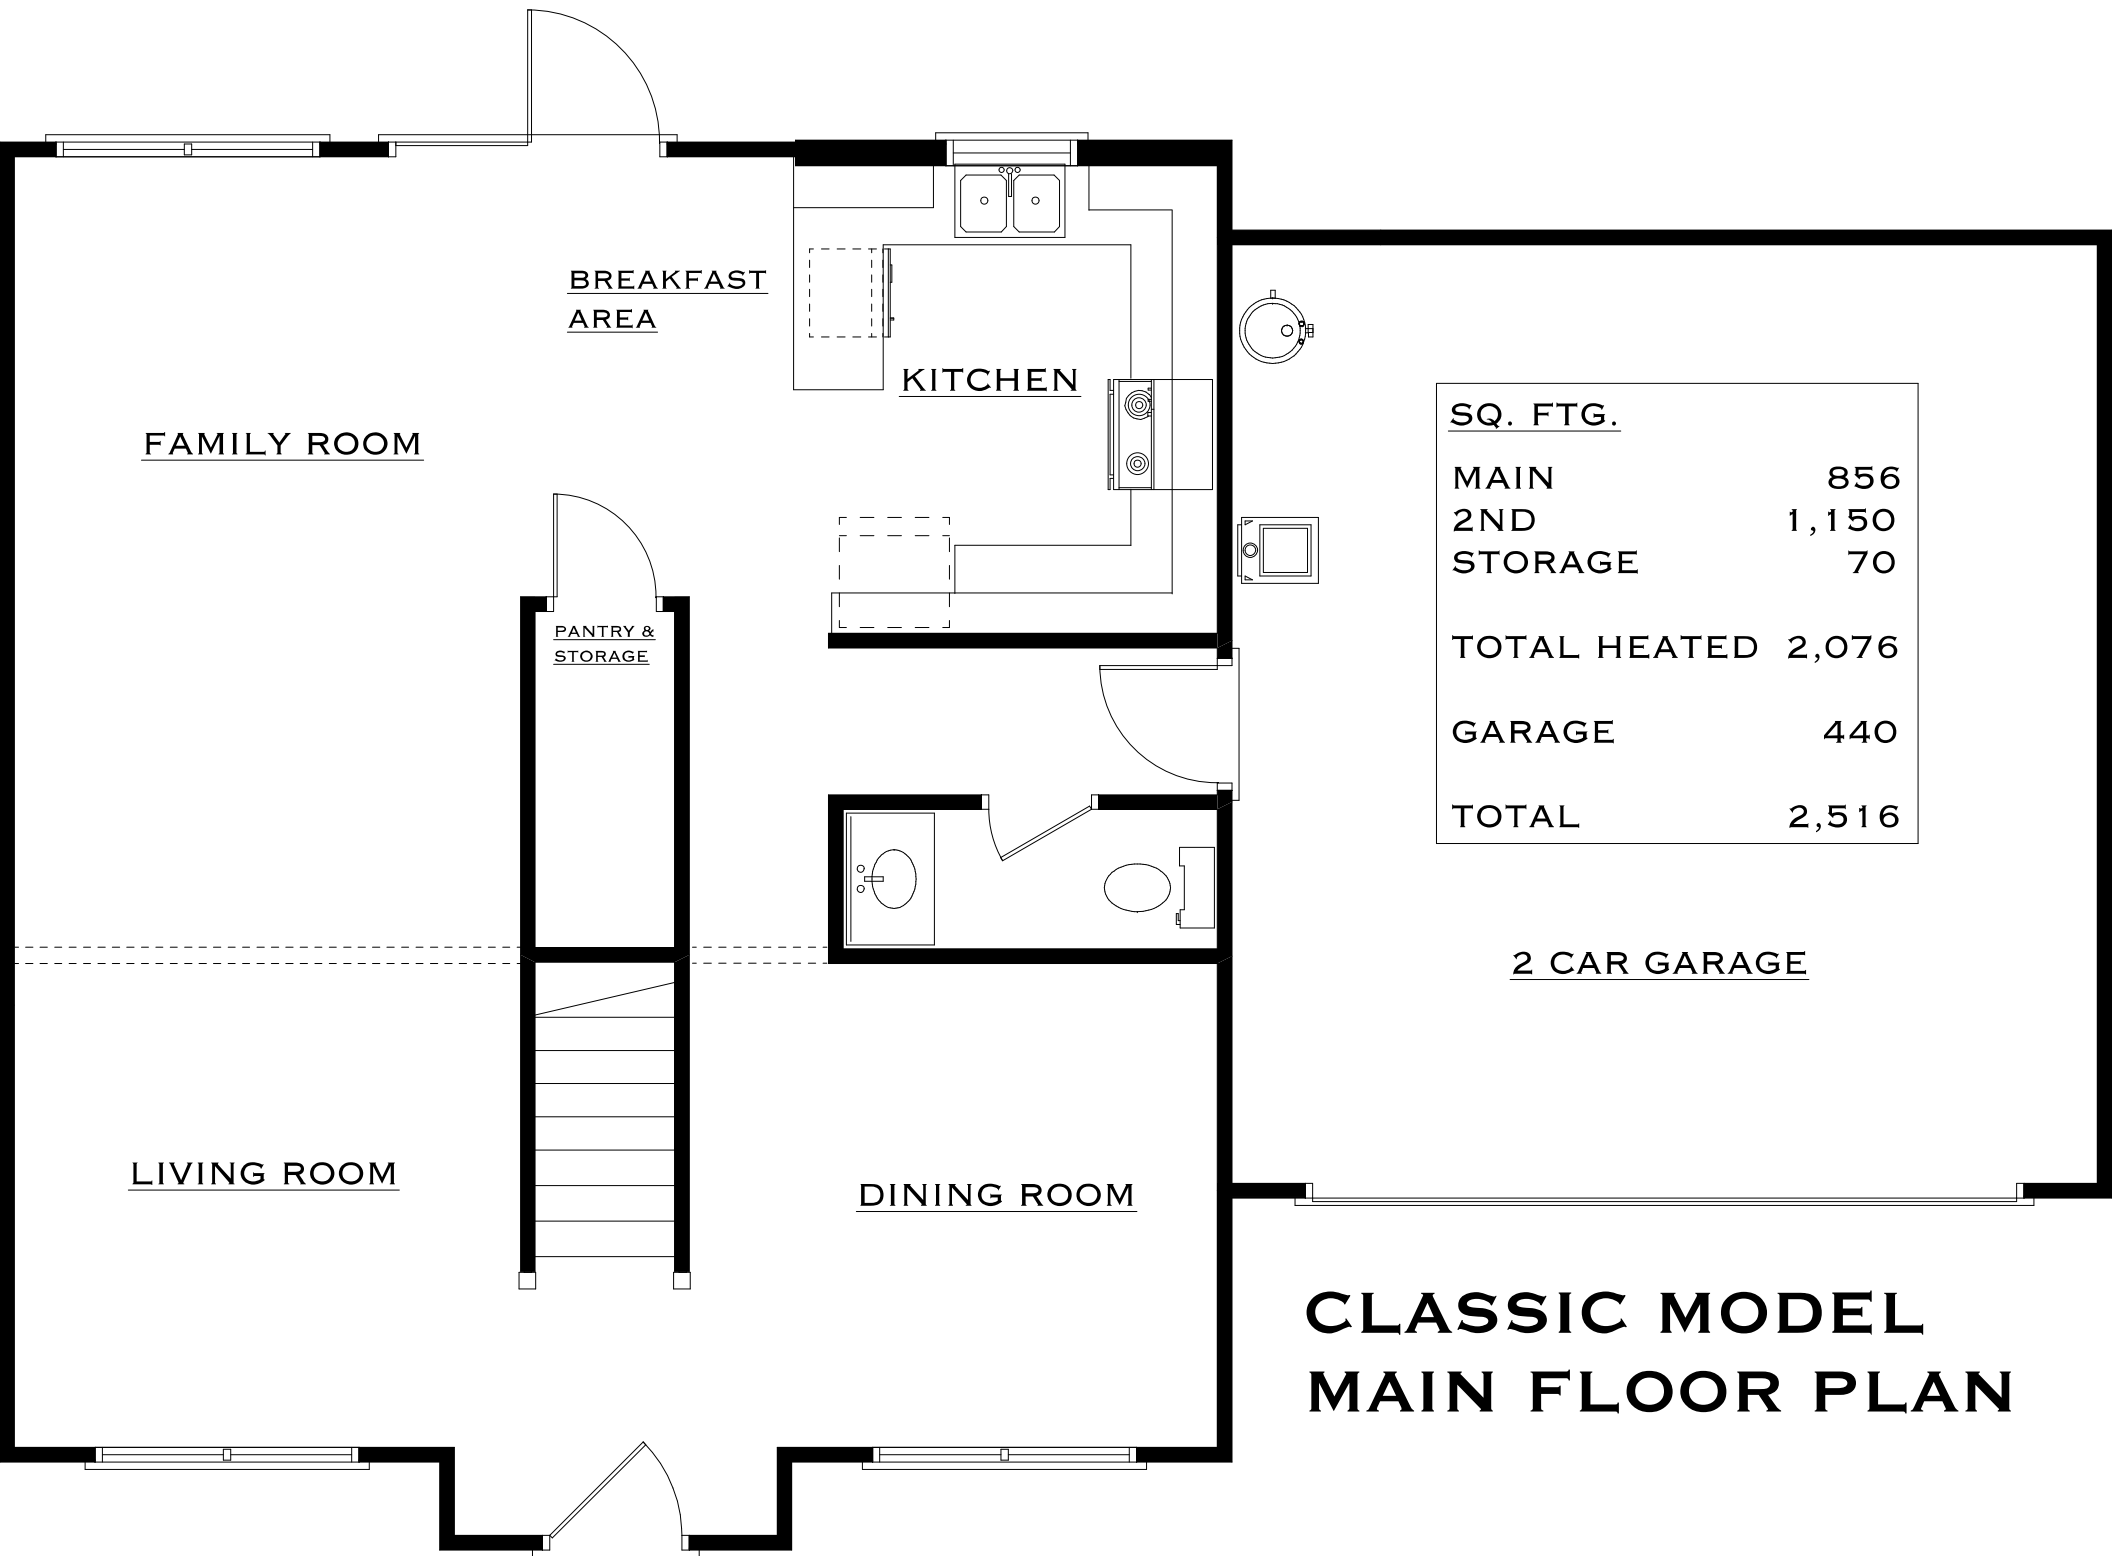 BREAKFAST
AREA
KITCHEN
FAMILY ROOM
PANTRY &
STORAGE
SQ. FTG.
MAIN 856
2ND 1,150
STORAGE 70
TOTAL HEATED 2,076
GARAGE 440
TOTAL 2,516
2 CAR GARAGE
LIVING ROOM
DINING ROOM
CLASSIC MODEL
MAIN FLOOR PLAN